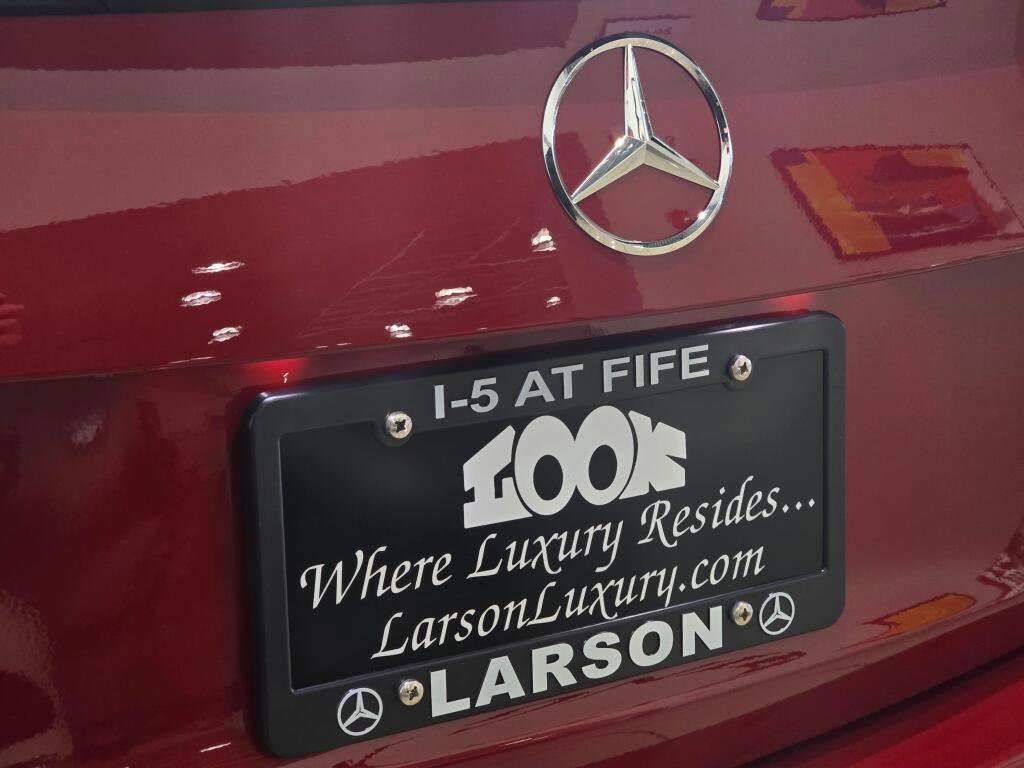 I-5 AT FIFE
LOOK
Where Luxury Resides...
LarsonLuxury.com
LARSON